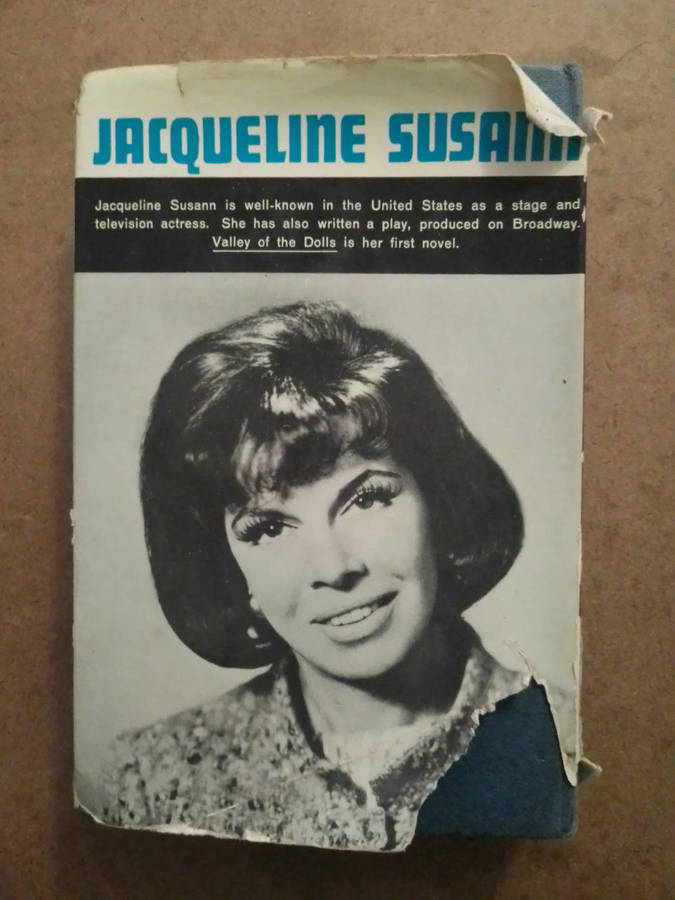 JACQUELINE SUSANN
Jacqueline Susann is well-known in the United States as a stage and
television actress. She has also written a play, produced on Broadway.
Valley of the Dolls is her first novel.